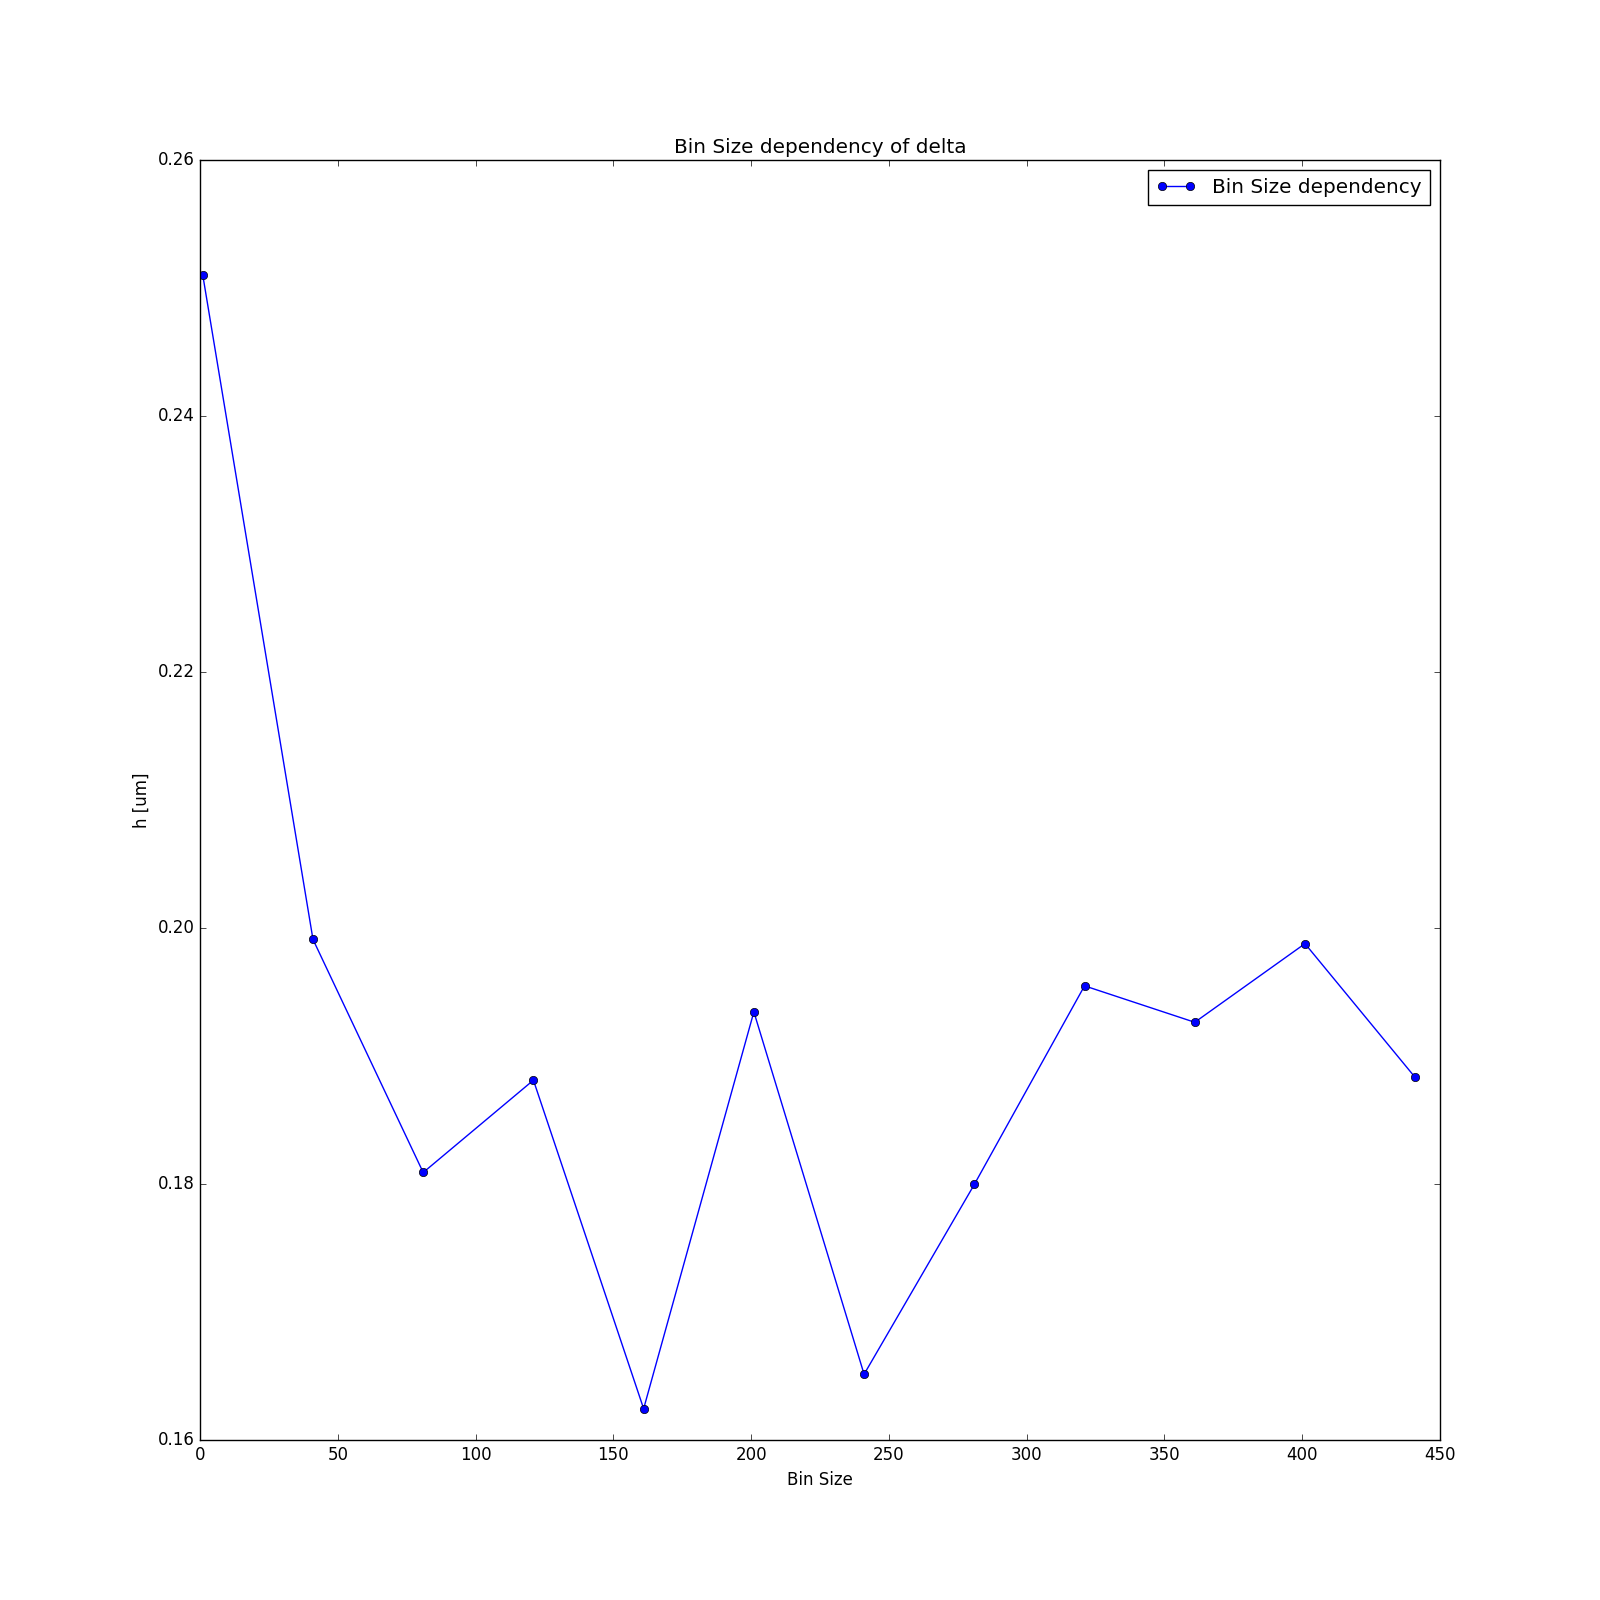 Bin Size dependency of delta
Bin Size dependency
0.26
0.24
0.22
0.20
0.18
0.16
h [um]
0 50 100 150 200 250 300 350 400 450
Bin Size